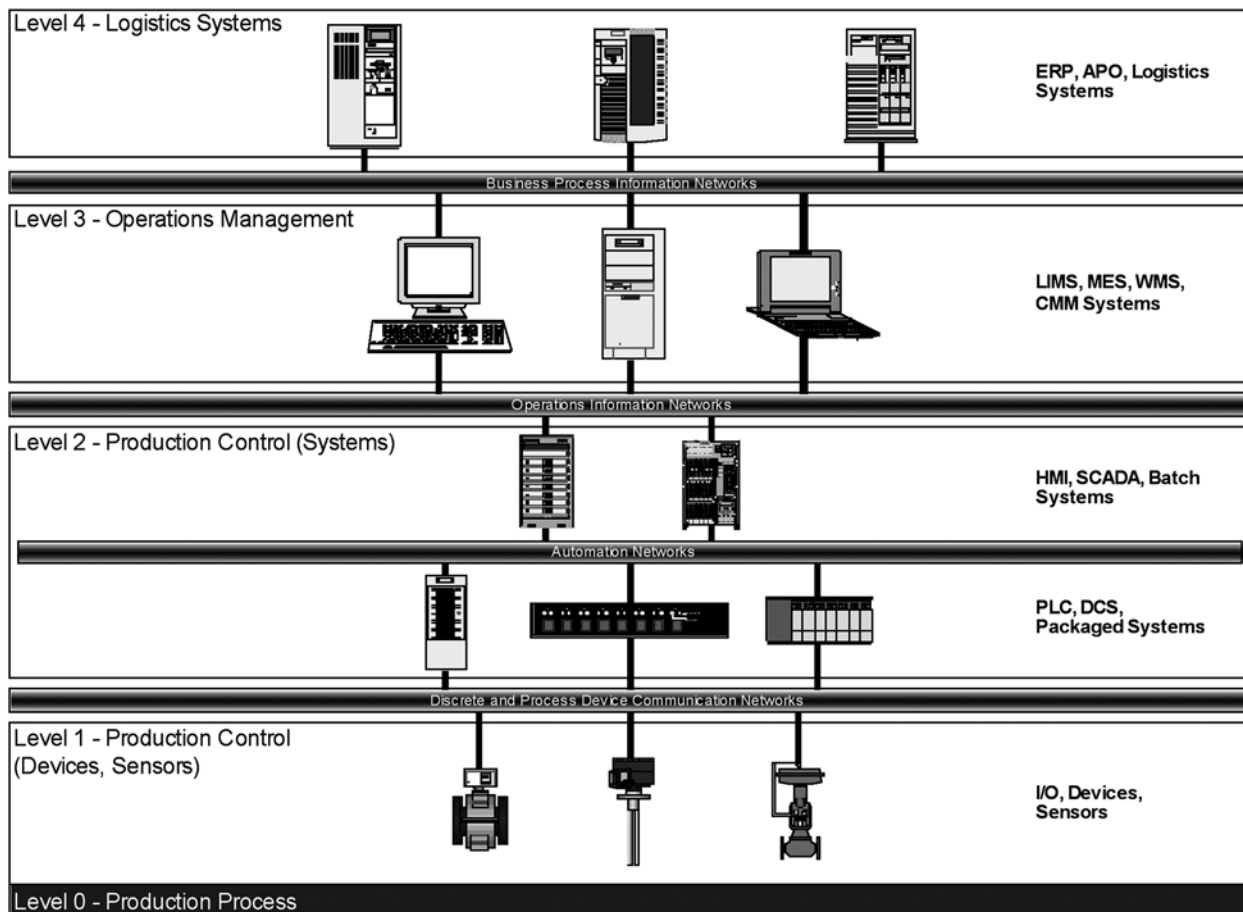 Level 4 - Logistics Systems
ERP, APO, Logistics
Systems
Business Process Information Networks
Level 3 - Operations Management
LIMS, MES, WMS,
CMM Systems
Operations Information Networks
Level 2 - Production Control (Systems)
HMI, SCADA, Batch
Systems
Automation Networks
PLC, DCS,
Packaged Systems
Discrete and Process Device Communication Networks
Level 1 - Production Control
(Devices, Sensors)
I/O, Devices,
Sensors
Level 0 - Production Process